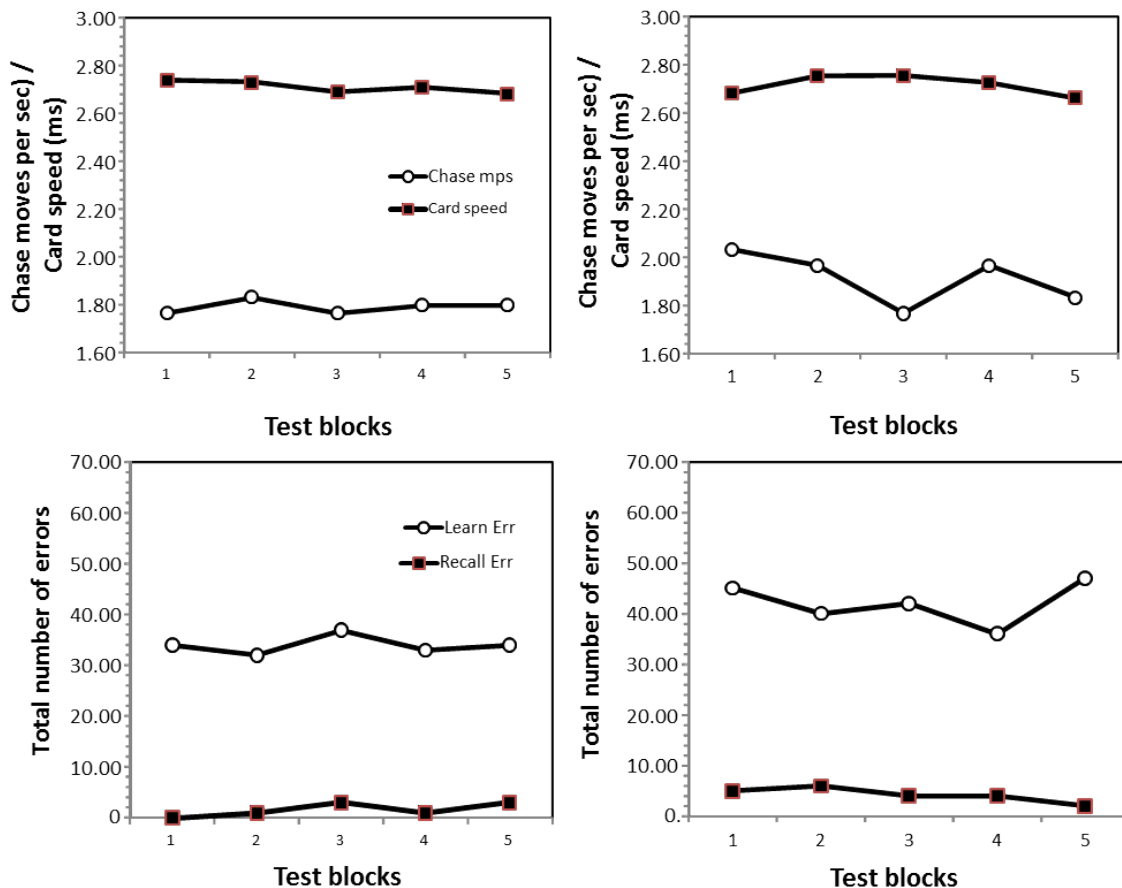 Chase moves per sec) /
Card speed (ms)
3.00
2.80
2.60
2.40
2.20
2.00
1.80
1.60
Chase mps
Card speed
1 2 3 4 5
Test blocks
Chase moves per sec) /
Card speed (ms)
3.00
2.80
2.60
2.40
2.20
2.00
1.80
1.60
1 2 3 4 5
Test blocks
Total number of errors
70.00
60.00
50.00
40.00
30.00
20.00
10.00
0
Learn Err
Recall Err
1 2 3 4 5
Test blocks
Total number of errors
70.00
60.00
50.00
40.00
30.00
20.00
10.00
0.
1 2 3 4 5
Test blocks